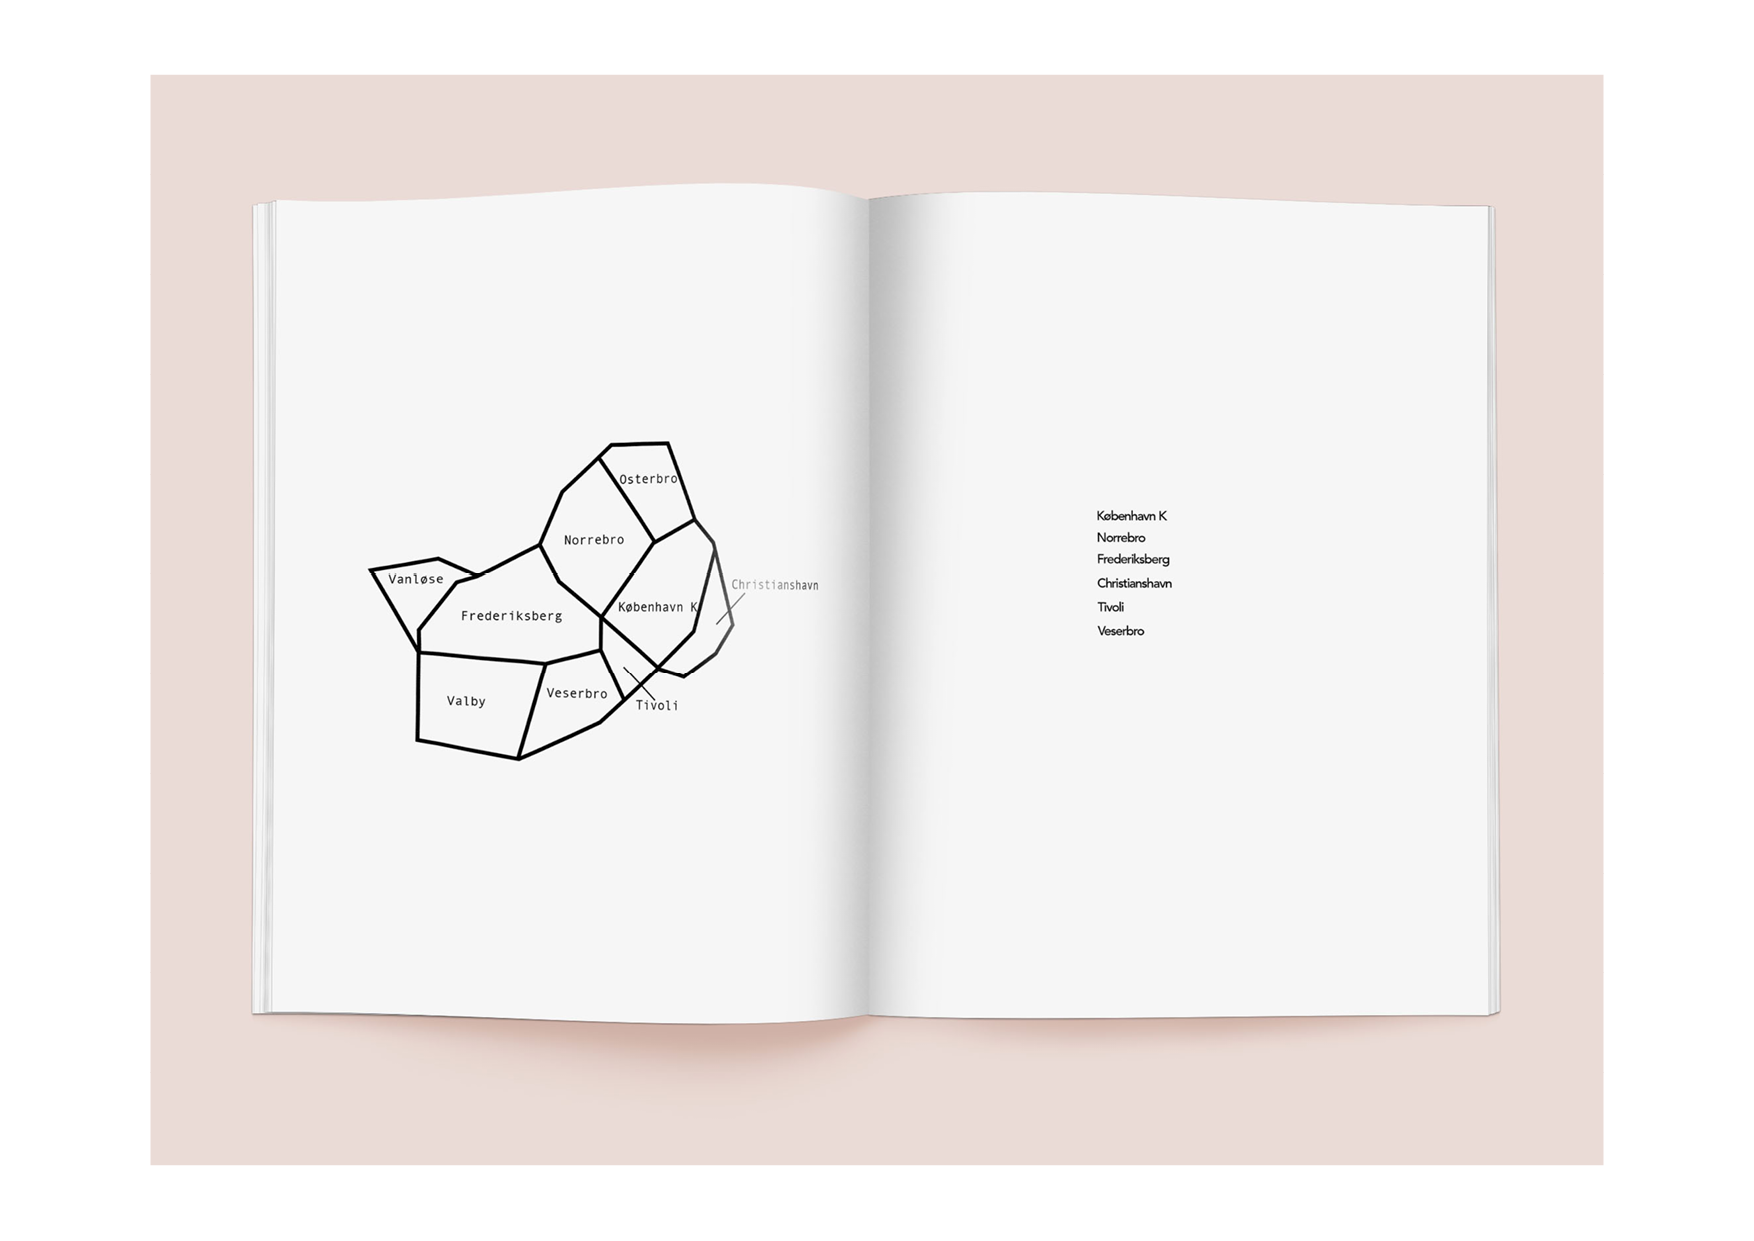 Osterbro
Norrebro
Vanløse
Christianshavn
København K
Frederiksberg
Veserbro
Valby
Tivoli
København K
Norrebro
Frederiksberg
Christianshavn
Tivoli
Veserbro